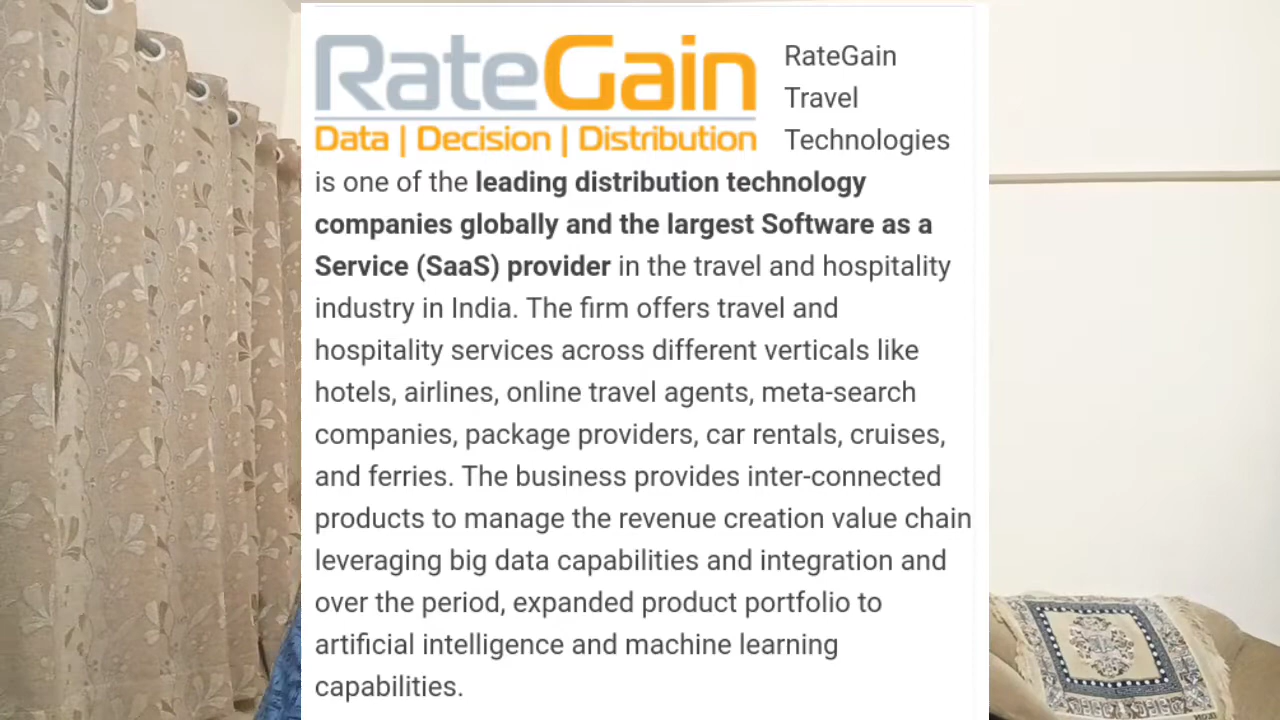 RateGain
Data | Decision | Distribution
RateGain
Travel
Technologies
is one of the leading distribution technology
companies globally and the largest Software as a
Service (SaaS) provider in the travel and hospitality
industry in India. The firm offers travel and
hospitality services across different verticals like
hotels, airlines, online travel agents, meta-search
companies, package providers, car rentals, cruises,
and ferries. The business provides inter-connected
products to manage the revenue creation value chain
leveraging big data capabilities and integration and
over the period, expanded product portfolio to
artificial intelligence and machine learning
capabilities.